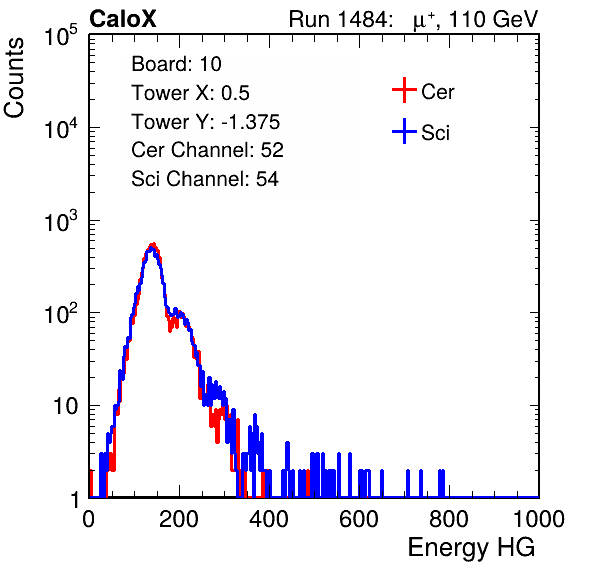 CaloX Run 1484: μ⁺, 110 GeV
Counts
10⁵
10⁴
10³
10²
10
1
Board: 10
Tower X: 0.5
Tower Y: -1.375
Cer Channel: 52
Sci Channel: 54
Cer
Sci
0 200 400 600 800 1000
Energy HG